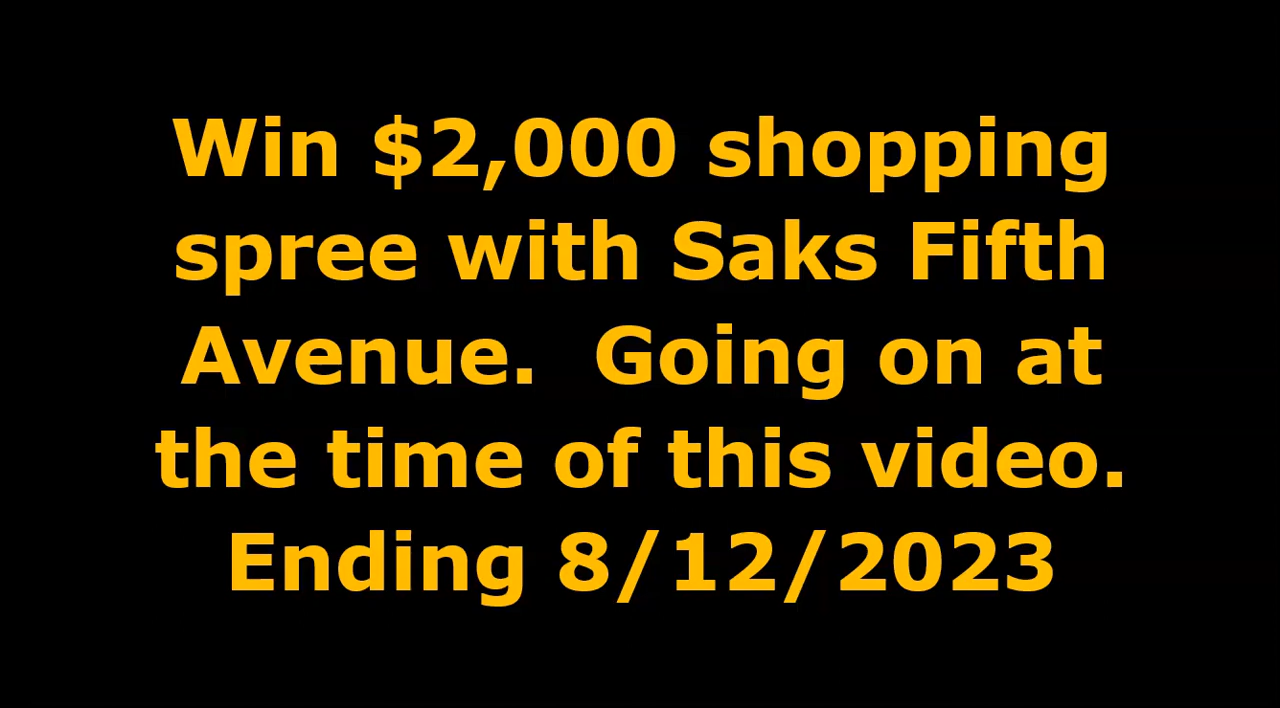 Win $2,000 shopping
spree with Saks Fifth
Avenue.  Going on at
the time of this video.
Ending 8/12/2023